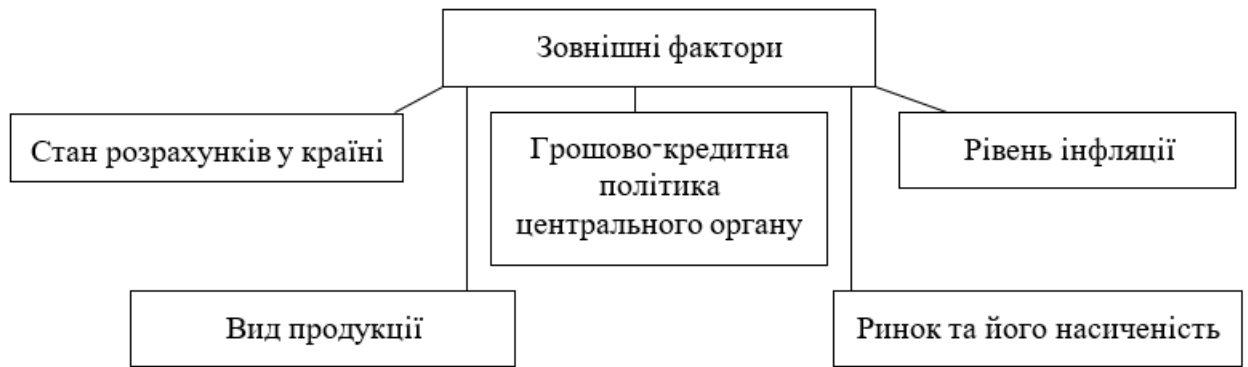 Зовнішні фактори
Стан розрахунків у країні
Грошово-кредитна
політика
центрального органу
Рівень інфляції
Вид продукції
Ринок та його насиченість